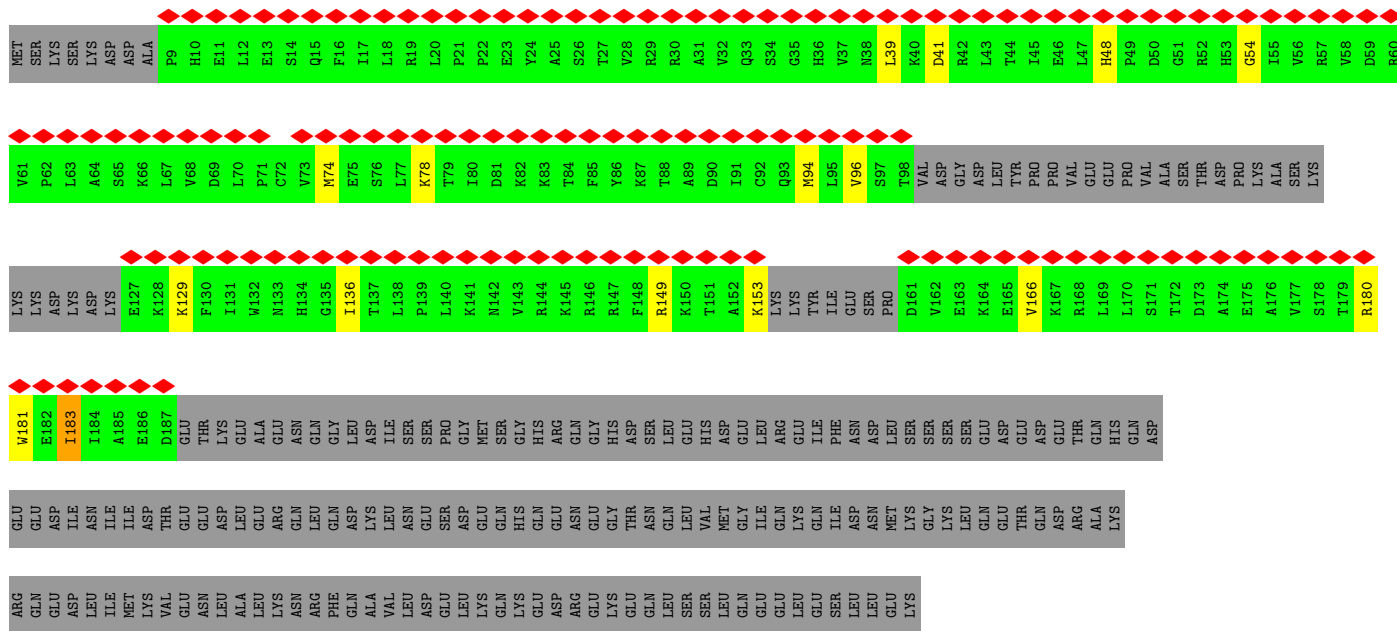 MET SER LYS SER LYS ASP ASP ALA P9 H10 E11 L12 E13 S14 Q15 F16 I17 L18 R19 L20 P21 P22 E23 Y24 A25 S26 T27 V28 R29 R30 A31 V32 Q33 S34 G35 H36 V37 N38 L39 K40 D41 R42 L43 T44 I45 E46 L47 H48 P49 D50 G51 R52 H53 G54 I55 V56 R57 V58 D59 R60
V61 P62 L63 A64 S65 K66 L67 V68 D69 L70 P71 C72 V73 M74 E75 S76 L77 K78 T79 I80 D81 K82 K83 T84 F85 Y86 K87 T88 A89 D90 I91 C92 Q93 M94 L95 V96 S97 T98 VAL ASP GLY ASP LEU TYR PRO PRO VAL GLU GLU PRO VAL ALA SER THR ASP PRO LYS ALA SER LYS
LYS LYS ASP LYS ASP LYS E127 K128 K129 F130 I131 W132 N133 H134 G135 I136 T137 L138 P139 L140 K141 N142 V143 R144 K145 R146 R147 F148 R149 K150 T151 A152 K153 LYS LYS TYR ILE GLU SER PRO D161 V162 E163 K164 E165 V166 K167 R168 L169 L170 S171 T172 D173 A174 E175 A176 V177 S178 T179 R180
W181 E182 I183 I184 A185 E186 D187 GLU THR LYS GLU ALA GLU ASN GLN GLY LEU ASP ILE SER SER PRO GLY MET SER GLY HIS ARG GLN GLY HIS ASP SER LEU GLU HIS ASP GLU LEU ARG GLU ILE PHE ASN ASP LEU SER SER SER SER GLU ASP GLU ASP GLU THR GLN HIS GLN ASP
GLU GLU ASP ILE ASN ILE ILE ASP THR GLU GLU ASP LEU GLU ARG GLN LEU GLN ASP LYS LEU ASN GLU SER ASP GLU GLN HIS GLN GLU ASN GLU GLY THR ASN GLN LEU VAL MET GLY ILE GLN LYS GLN ILE ASP ASN MET LYS GLY LYS LEU GLN GLU THR GLN ASP ARG ALA LYS
ARG GLN GLU ASP LEU ILE MET LYS VAL GLU ASN LEU ALA LEU LYS ASN ARG PHE GLN ALA VAL LEU ASP GLU LEU LYS GLN LYS GLU ASP ARG GLU LYS GLU GLN LEU SER SER LEU GLN GLU GLU LEU GLU SER LEU LEU GLU LYS